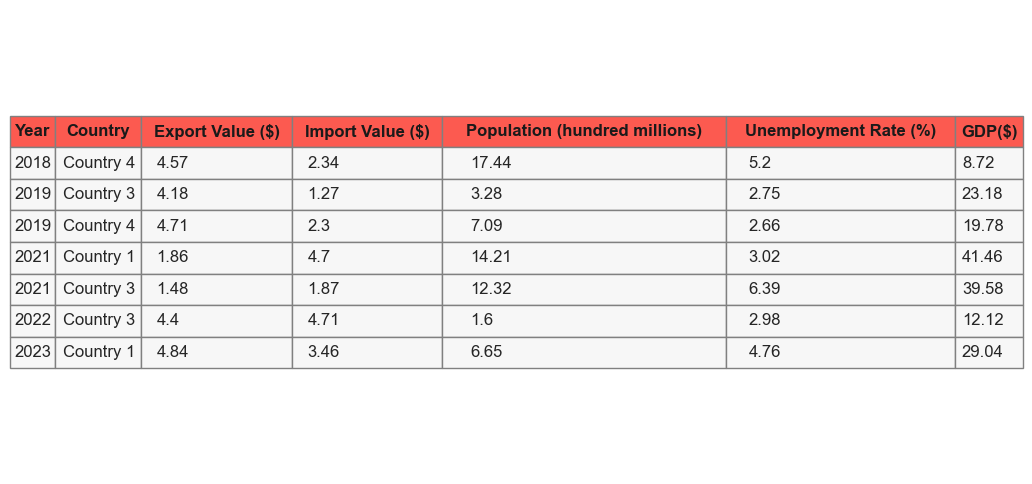 Year Country Export Value ($) Import Value ($) Population (hundred millions) Unemployment Rate (%) GDP($)
2018 Country 4 4.57 2.34 17.44 5.2 8.72
2019 Country 3 4.18 1.27 3.28 2.75 23.18
2019 Country 4 4.71 2.3 7.09 2.66 19.78
2021 Country 1 1.86 4.7 14.21 3.02 41.46
2021 Country 3 1.48 1.87 12.32 6.39 39.58
2022 Country 3 4.4 4.71 1.6 2.98 12.12
2023 Country 1 4.84 3.46 6.65 4.76 29.04